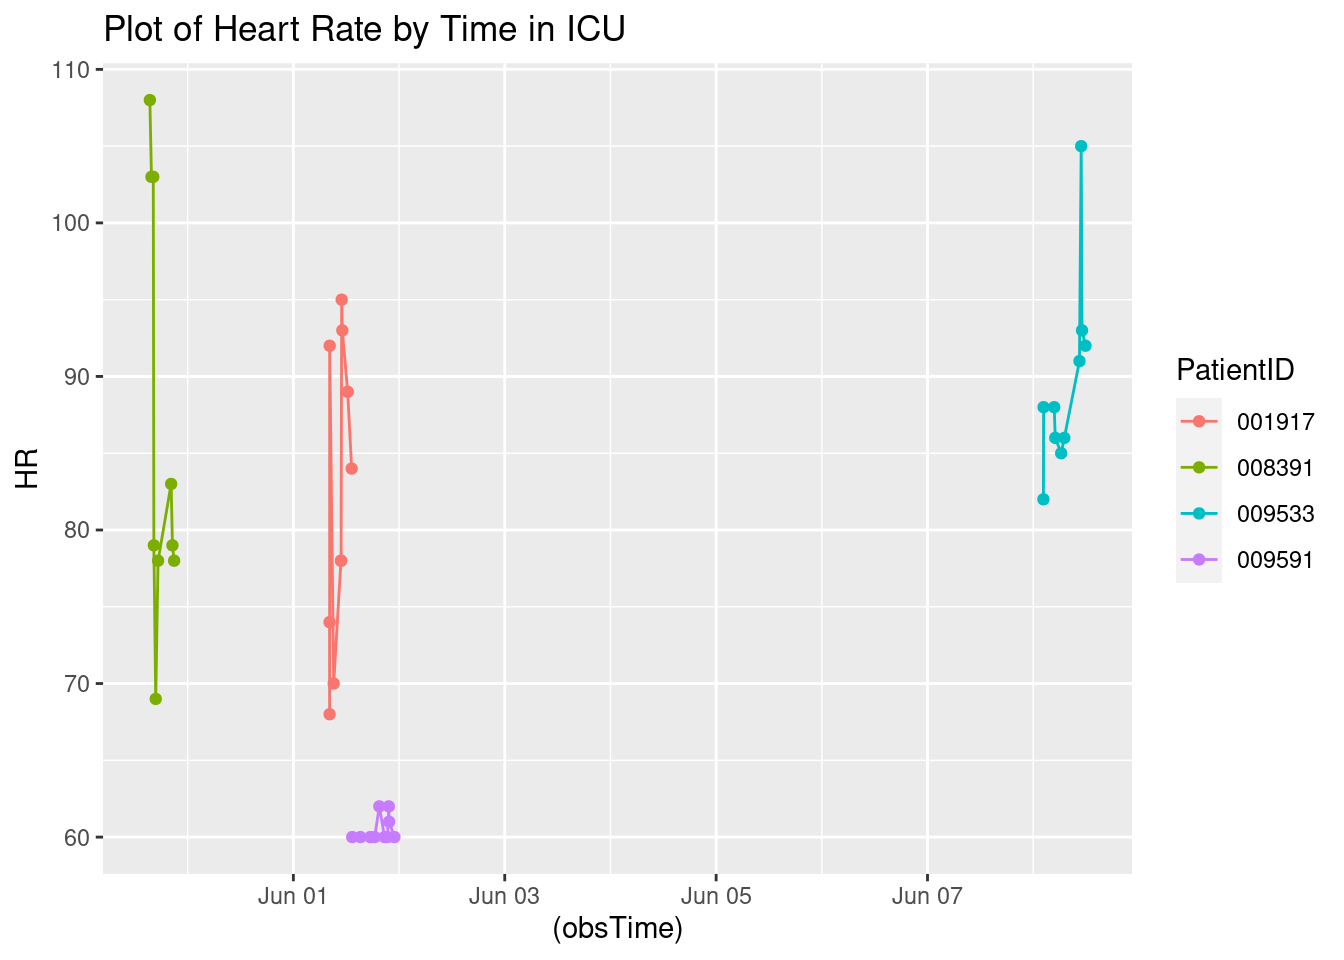 Plot of Heart Rate by Time in ICU
110
100
90
80
70
60
HR
Jun 01 Jun 03 Jun 05 Jun 07
(obsTime)
PatientID
001917
008391
009533
009591